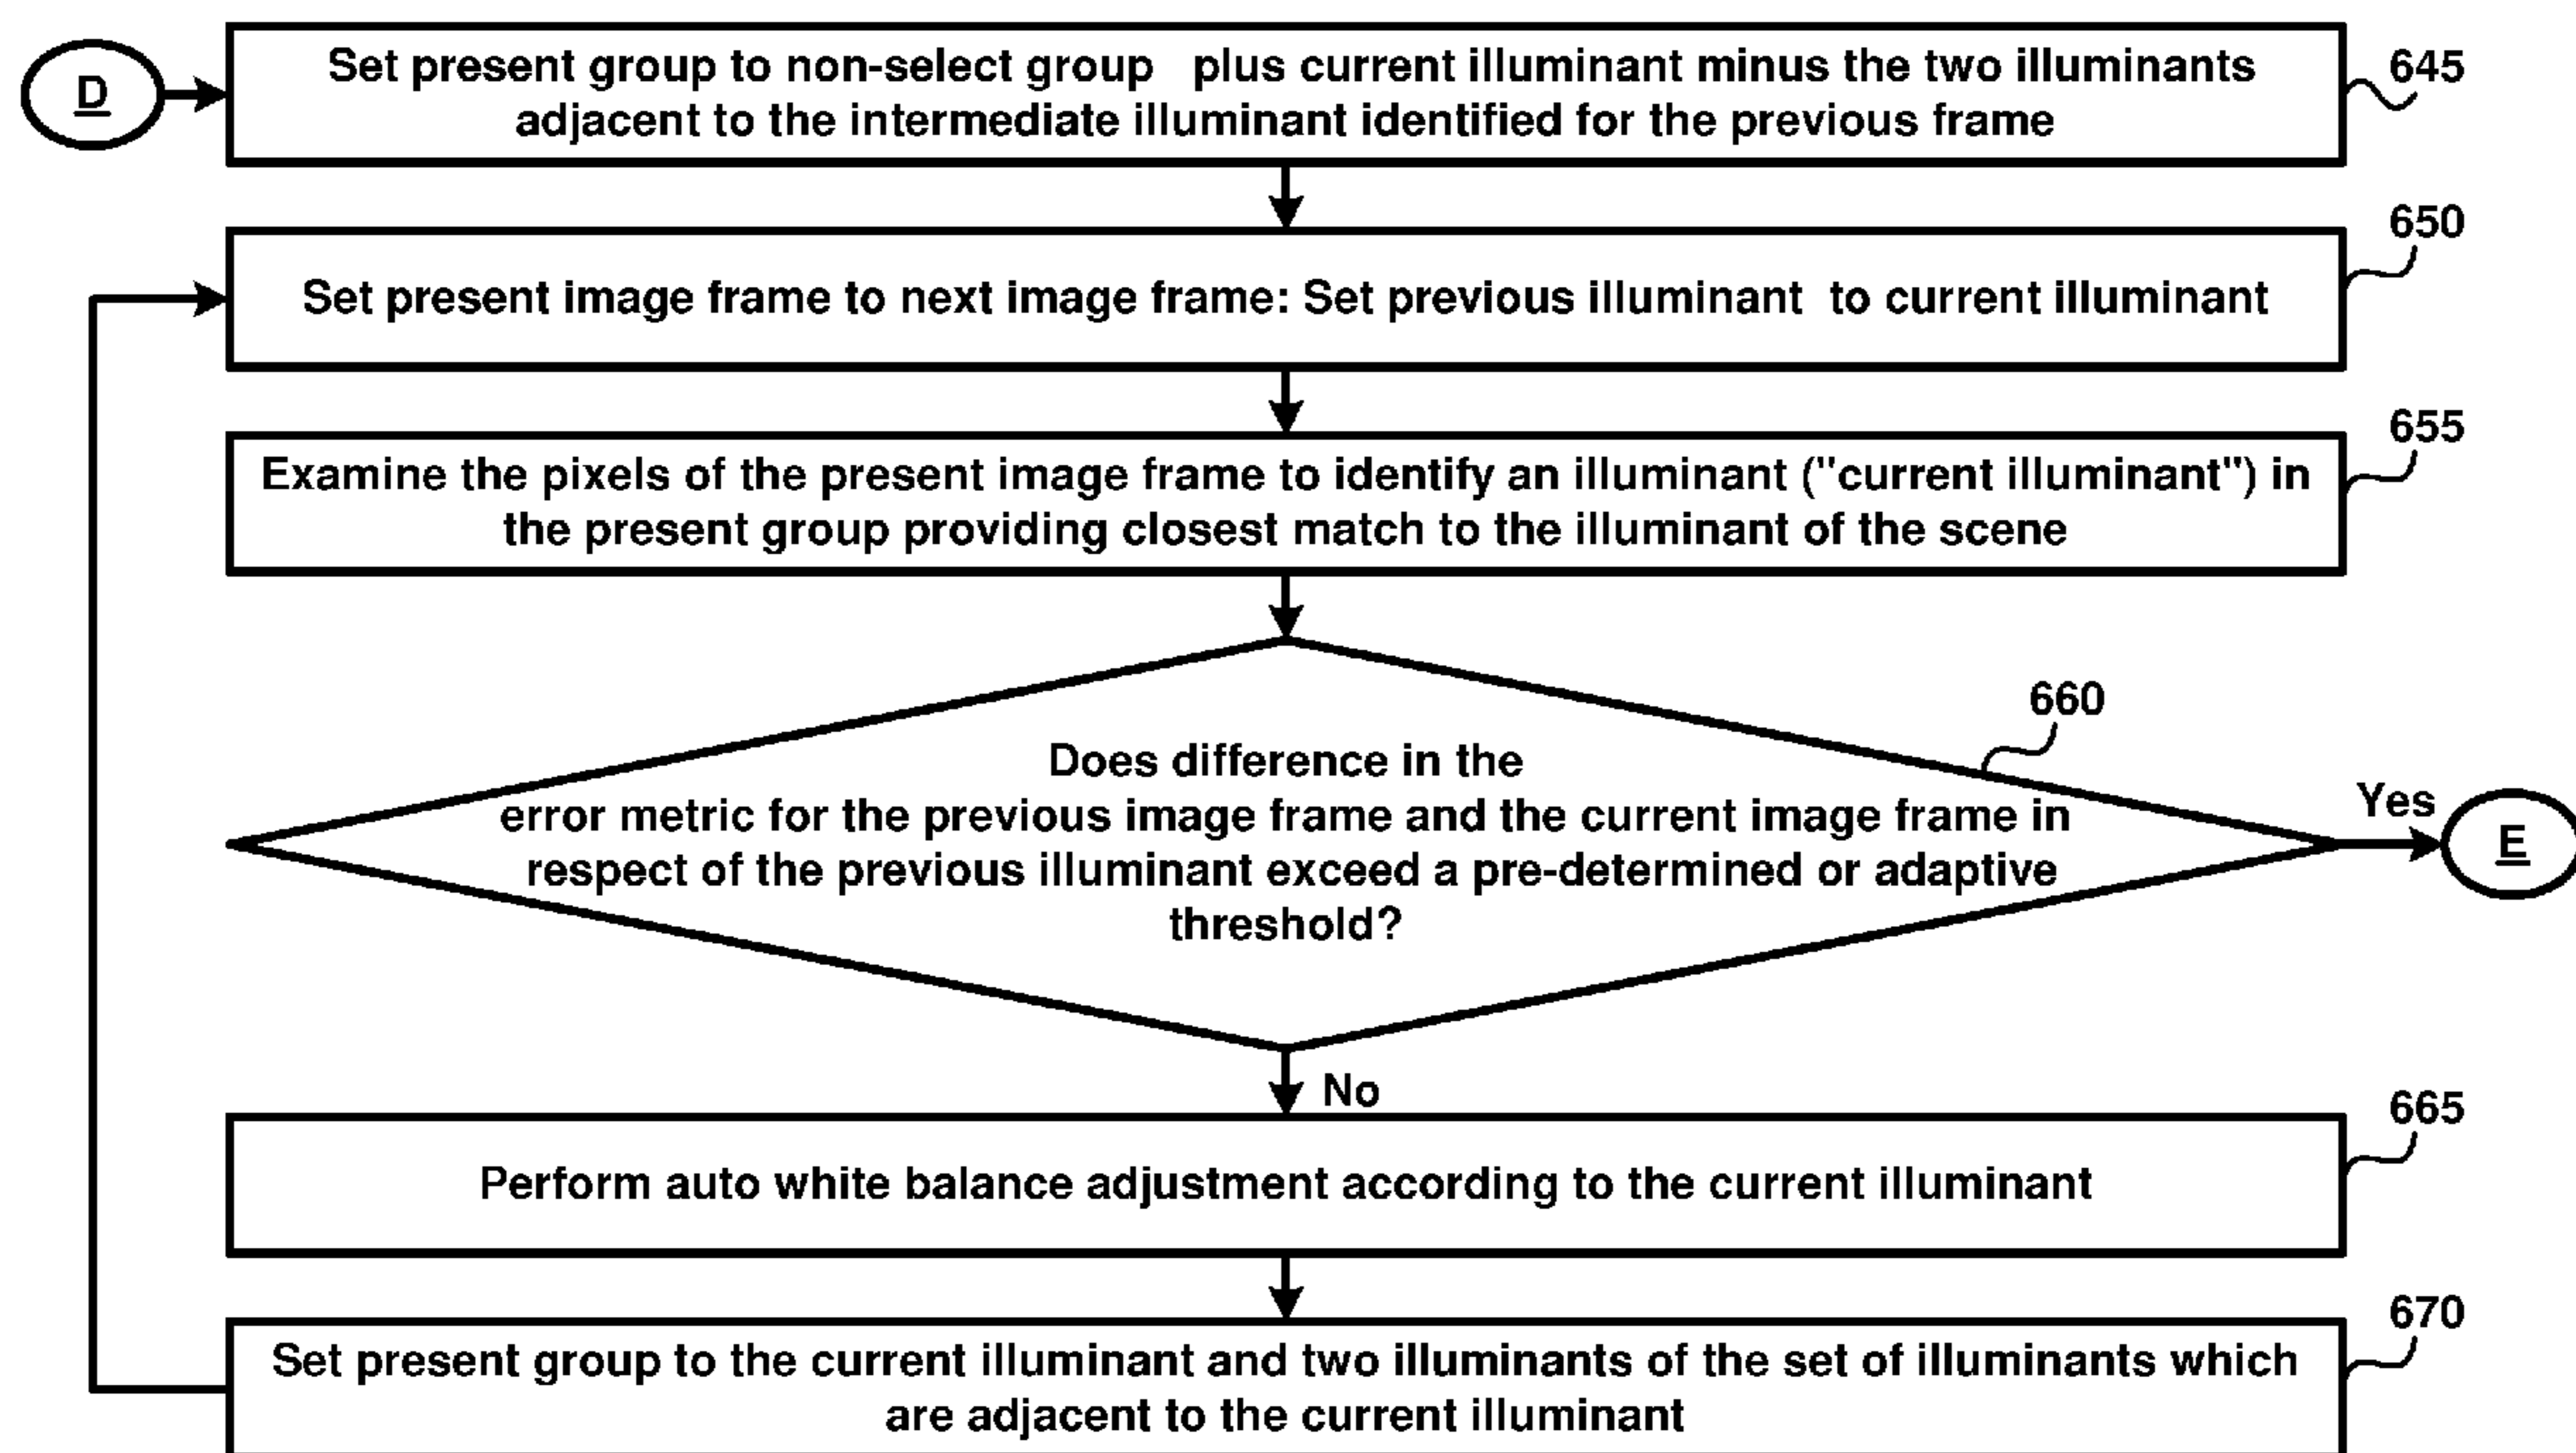 D
Set present group to non-select group plus current illuminant minus the two illuminants
adjacent to the intermediate illuminant identified for the previous frame
645
Set present image frame to next image frame: Set previous illuminant to current illuminant
650
Examine the pixels of the present image frame to identify an illuminant ("current illuminant") in
the present group providing closest match to the illuminant of the scene
655
Does difference in the
error metric for the previous image frame and the current image frame in
respect of the previous illuminant exceed a pre-determined or adaptive
threshold?
660
Yes
E
No
Perform auto white balance adjustment according to the current illuminant
665
Set present group to the current illuminant and two illuminants of the set of illuminants which
are adjacent to the current illuminant
670